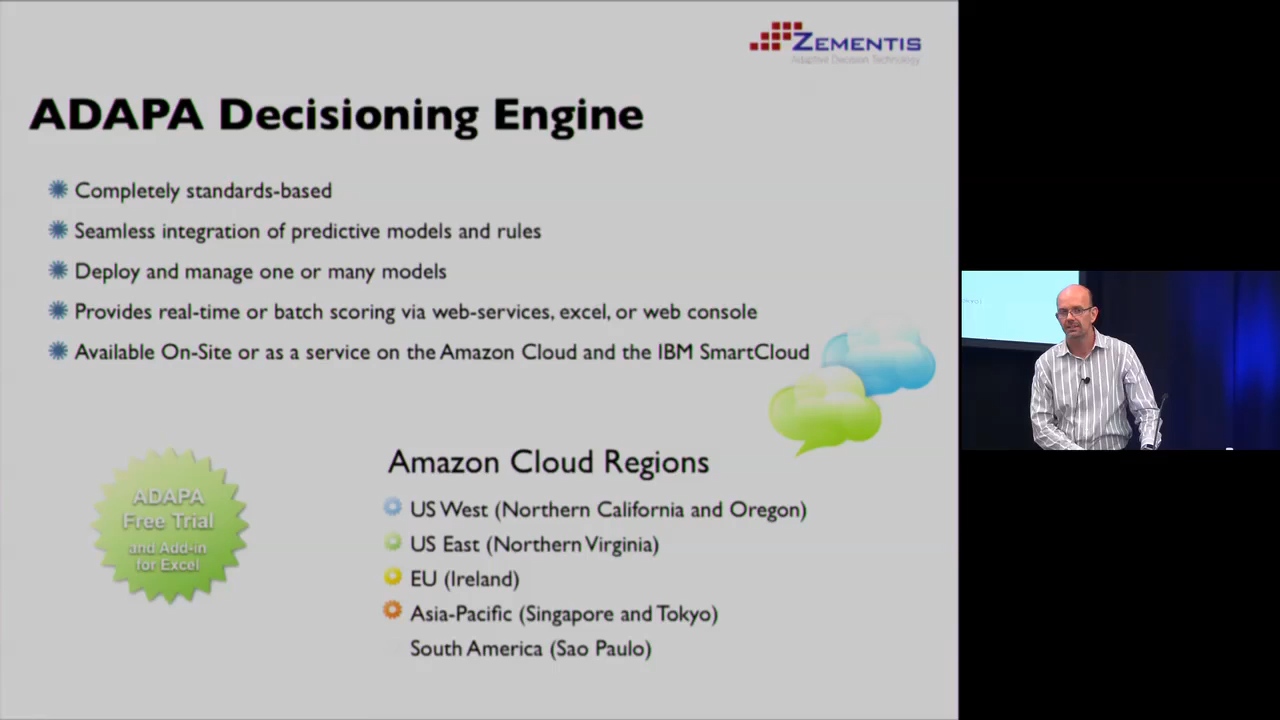 ZEMENTIS
Adaptive Decision Technology
ADAPA Decisioning Engine
Completely standards-based
Seamless integration of predictive models and rules
Deploy and manage one or many models
Provides real-time or batch scoring via web-services, excel, or web console
Available On-Site or as a service on the Amazon Cloud and the IBM SmartCloud
ADAPA
Free Trial
and Add-in
for Excel
Amazon Cloud Regions
US West (Northern California and Oregon)
US East (Northern Virginia)
EU (Ireland)
Asia-Pacific (Singapore and Tokyo)
South America (Sao Paulo)